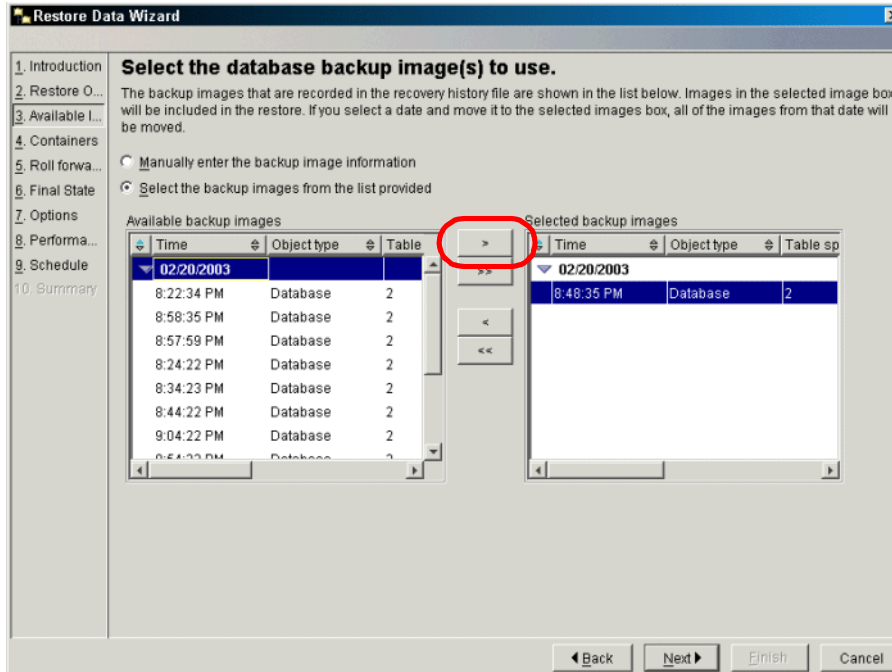 Restore Data Wizard
1. Introduction
2. Restore O...
3. Available I...
4. Containers
5. Roll forwa...
6. Final State
7. Options
8. Performa...
9. Schedule
10. Summary
Select the database backup image(s) to use.
The backup images that are recorded in the recovery history file are shown in the list below. Images in the selected image box
will be included in the restore. If you select a date and move it to the selected images box, all of the images from that date will
be moved.
Manually enter the backup image information
Select the backup images from the list provided
Available backup images
Time Object type Table
02/20/2003
8:22:34 PM Database 2
8:58:35 PM Database 2
8:57:59 PM Database 2
8:24:22 PM Database 2
8:34:23 PM Database 2
8:44:22 PM Database 2
9:04:22 PM Database 2
>
>>
<
<<
Selected backup images
Time Object type Table sp
02/20/2003
8:48:35 PM Database 2
Back Next Finish Cancel